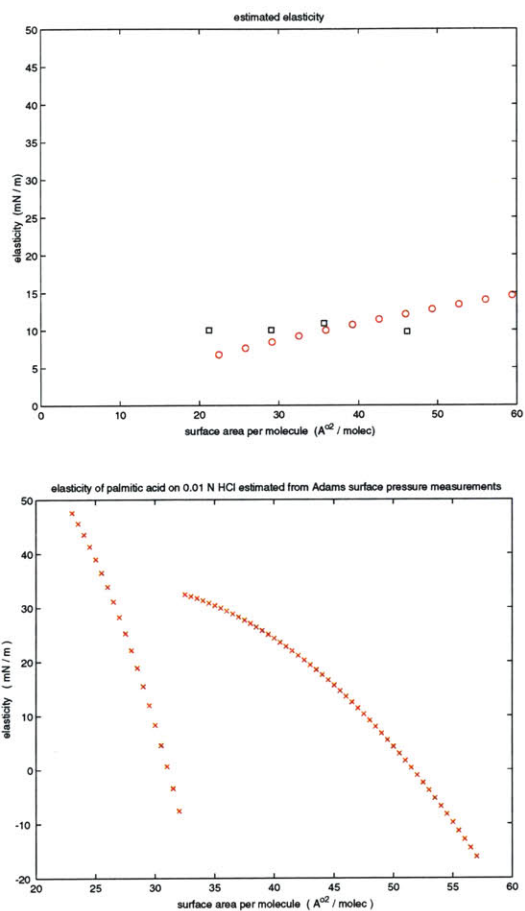 estimated elasticity
50
45
40
35
30
25
20
15
10
5
0
elasticity (mN / m)
0 10 20 30 40 50 60
surface area per molecule (A^o2 / molec)
elasticity of palmitic acid on 0.01 N HCl estimated from Adams surface pressure measurements
50
40
30
20
10
0
-10
-20
elasticity ( mN / m )
20 25 30 35 40 45 50 55 60
surface area per molecule ( A^o2 / molec )